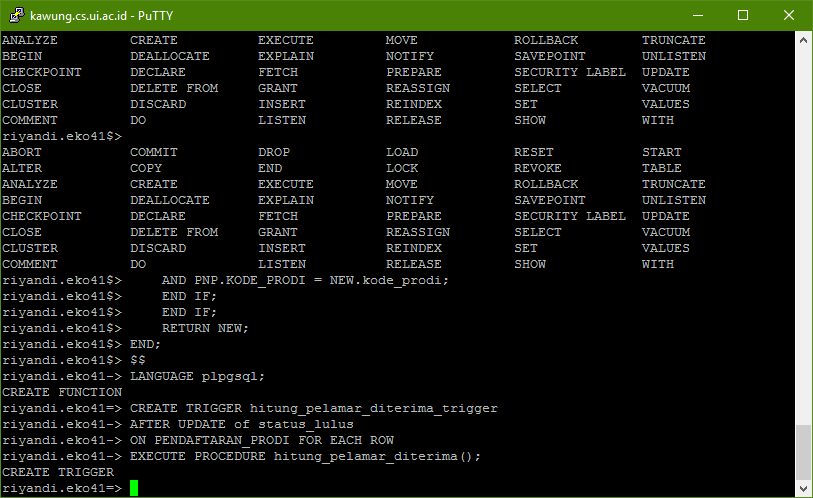 kawung.cs.ui.ac.id - PuTTY
ANALYZE CREATE EXECUTE MOVE ROLLBACK TRUNCATE
BEGIN DEALLOCATE EXPLAIN NOTIFY SAVEPOINT UNLISTEN
CHECKPOINT DECLARE FETCH PREPARE SECURITY LABEL UPDATE
CLOSE DELETE FROM GRANT REASSIGN SELECT VACUUM
CLUSTER DISCARD INSERT REINDEX SET VALUES
COMMENT DO LISTEN RELEASE SHOW WITH
riyandi.eko41$>
ABORT COMMIT DROP LOAD RESET START
ALTER COPY END LOCK REVOKE TABLE
ANALYZE CREATE EXECUTE MOVE ROLLBACK TRUNCATE
BEGIN DEALLOCATE EXPLAIN NOTIFY SAVEPOINT UNLISTEN
CHECKPOINT DECLARE FETCH PREPARE SECURITY LABEL UPDATE
CLOSE DELETE FROM GRANT REASSIGN SELECT VACUUM
CLUSTER DISCARD INSERT REINDEX SET VALUES
COMMENT DO LISTEN RELEASE SHOW WITH
riyandi.eko41$>     AND PNP.KODE_PRODI = NEW.kode_prodi;
riyandi.eko41$>     END IF;
riyandi.eko41$>     END IF;
riyandi.eko41$>     RETURN NEW;
riyandi.eko41$> END;
riyandi.eko41$> $$
riyandi.eko41-> LANGUAGE plpgsql;
CREATE FUNCTION
riyandi.eko41=> CREATE TRIGGER hitung_pelamar_diterima_trigger
riyandi.eko41-> AFTER UPDATE of status_lulus
riyandi.eko41-> ON PENDAFTARAN_PRODI FOR EACH ROW
riyandi.eko41-> EXECUTE PROCEDURE hitung_pelamar_diterima();
CREATE TRIGGER
riyandi.eko41=>